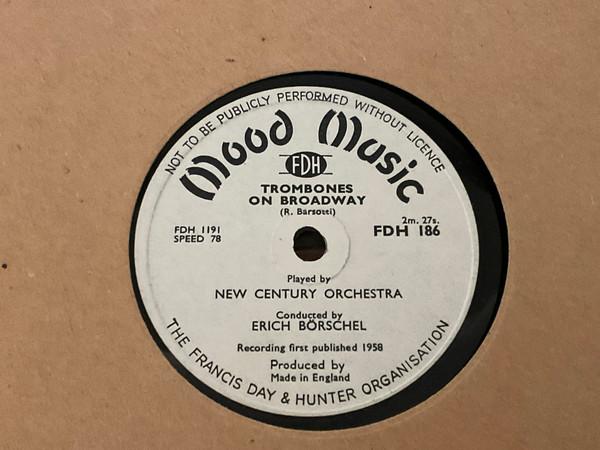 NOT TO BE PUBLICLY PERFORMED WITHOUT LICENCE
Mood Music
FDH
TROMBONES
ON BROADWAY
(R. Barsotti)
FDH 1191
SPEED 78
2m. 27s.
FDH 186
Played by
NEW CENTURY ORCHESTRA
Conducted by
ERICH BÖRSCHEL
Recording first published 1958
Produced by
Made in England
THE FRANCIS DAY & HUNTER ORGANISATION